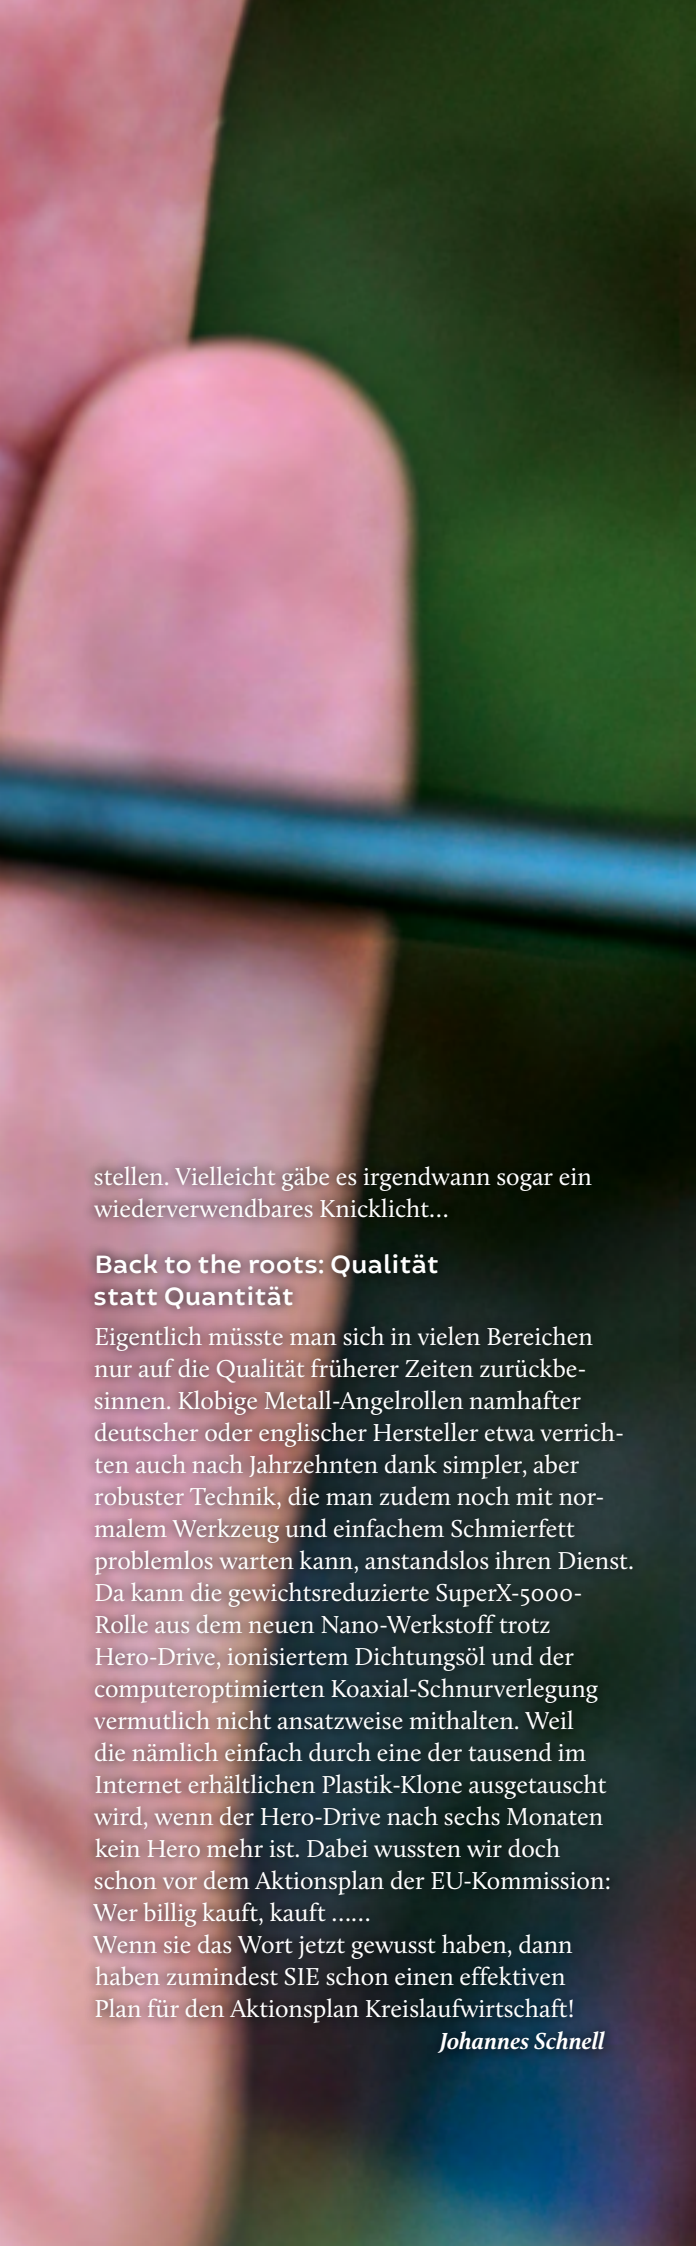 stellen. Vielleicht gäbe es irgendwann sogar ein
wiederverwendbares Knicklicht...
Back to the roots: Qualität
statt Quantität
Eigentlich müsste man sich in vielen Bereichen
nur auf die Qualität früherer Zeiten zurückbe-
sinnen. Klobige Metall-Angelrollen namhafter
deutscher oder englischer Hersteller etwa verrich-
ten auch nach Jahrzehnten dank simpler, aber
robuster Technik, die man zudem noch mit nor-
malem Werkzeug und einfachem Schmierfett
problemlos warten kann, anstandslos ihren Dienst.
Da kann die gewichtsreduzierte SuperX-5000-
Rolle aus dem neuen Nano-Werkstoff trotz
Hero-Drive, ionisiertem Dichtungsöl und der
computeroptimierten Koaxial-Schnurverlegung
vermutlich nicht ansatzweise mithalten. Weil
die nämlich einfach durch eine der tausend im
Internet erhältlichen Plastik-Klone ausgetauscht
wird, wenn der Hero-Drive nach sechs Monaten
kein Hero mehr ist. Dabei wussten wir doch
schon vor dem Aktionsplan der EU-Kommission:
Wer billig kauft, kauft ......
Wenn sie das Wort jetzt gewusst haben, dann
haben zumindest SIE schon einen effektiven
Plan für den Aktionsplan Kreislaufwirtschaft!
Johannes Schnell